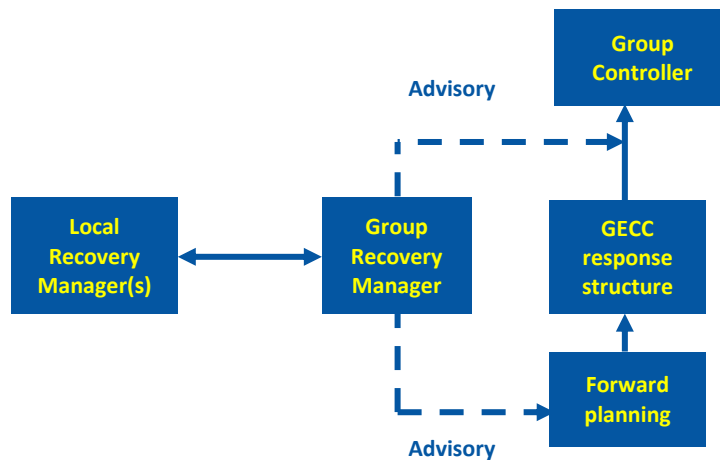 Group
Controller
Advisory
Local
Recovery
Manager(s)
Group
Recovery
Manager
GECC
response
structure
Forward
planning
Advisory